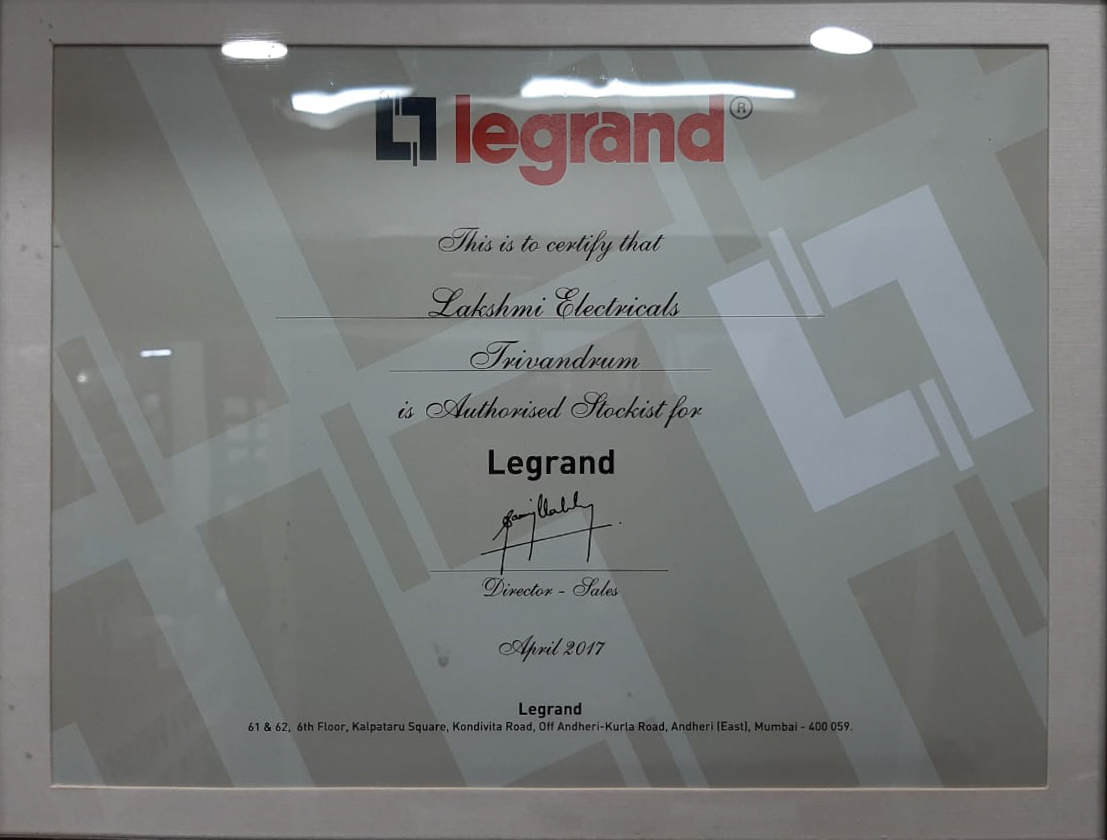 legrand®
This is to certify that
Lakshmi Electricals
Trivandrum
is Authorised Stockist for
Legrand
Director - Sales
April 2017
Legrand
61 & 62, 6th Floor, Kalpataru Square, Kondivita Road, Off Andheri-Kurla Road, Andheri (East), Mumbai - 400 059.